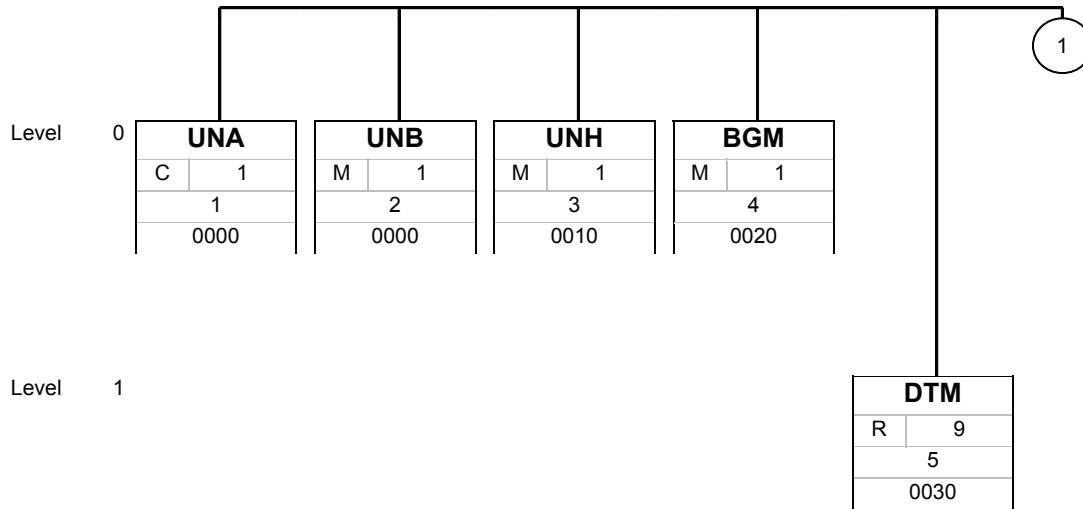 1
Level 0 UNA UNB UNH BGM
C 1 M 1 M 1 M 1
1 2 3 4
0000 0000 0010 0020
Level 1 DTM
R 9
5
0030